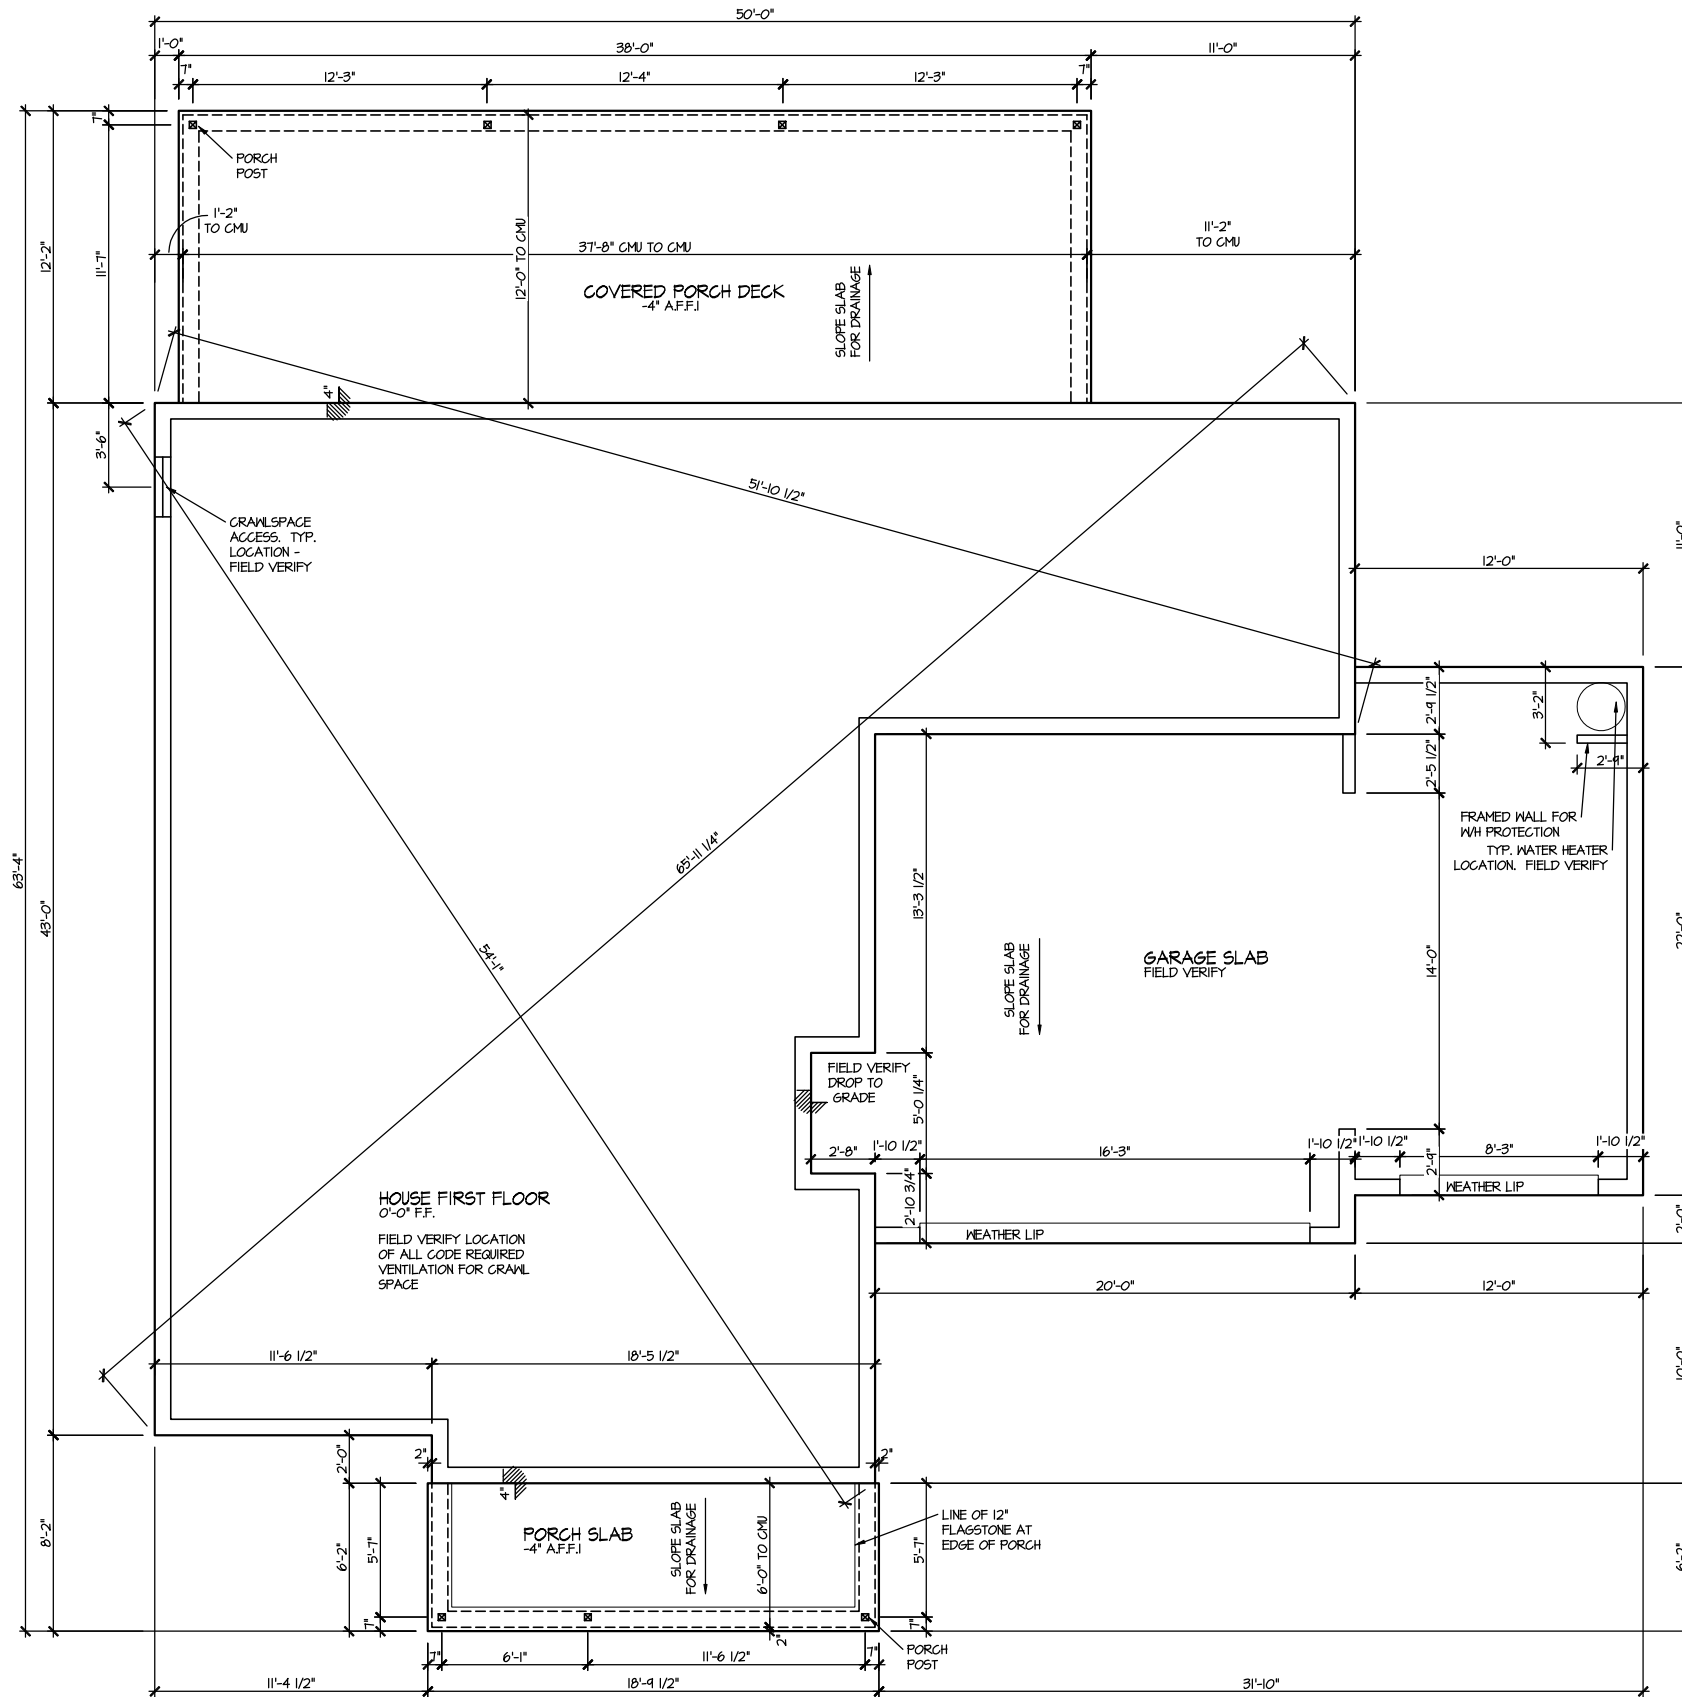 50'-0"
1'-0"
38'-0"
11'-0"
7"
12'-3"
12'-4"
12'-3"
7"
7"
PORCH
POST
1'-2"
TO CMU
12'-2"
11'-7"
12'-0" TO CMU
37'-8" CMU TO CMU
11'-2"
TO CMU
COVERED PORCH DECK
-4" A.F.F.I
SLOPE SLAB
FOR DRAINAGE
4"
3'-6"
51'-10 1/2"
CRAWLSPACE
ACCESS. TYP.
LOCATION -
FIELD VERIFY
11'-0"
12'-0"
2'-9 1/2"
3'-2"
2'-5 1/2"
2'-9"
FRAMED WALL FOR
W/H PROTECTION
TYP. WATER HEATER
LOCATION. FIELD VERIFY
63'-4"
43'-0"
65'-11 1/4"
54'-1"
13'-3 1/2"
14'-0"
22'-0"
GARAGE SLAB
FIELD VERIFY
SLOPE SLAB
FOR DRAINAGE
FIELD VERIFY
DROP TO
GRADE
5'-0 1/4"
2'-8"
1'-10 1/2"
16'-3"
1'-10 1/2"
1'-10 1/2"
8'-3"
1'-10 1/2"
2'-9"
2'-10 3/4"
WEATHER LIP
WEATHER LIP
2'-0"
HOUSE FIRST FLOOR
0'-0" F.F.
FIELD VERIFY LOCATION
OF ALL CODE REQUIRED
VENTILATION FOR CRAWL
SPACE
20'-0"
12'-0"
11'-6 1/2"
18'-5 1/2"
10'-0"
2'-0"
2"
2"
4"
8'-2"
6'-2"
5'-7"
7"
PORCH SLAB
-4" A.F.F.I
SLOPE SLAB
FOR DRAINAGE
6'-0" TO CMU
2"
5'-7"
7"
LINE OF 12"
FLAGSTONE AT
EDGE OF PORCH
6'-2"
PORCH
POST
7"
6'-1"
11'-6 1/2"
7"
11'-4 1/2"
18'-9 1/2"
31'-10"